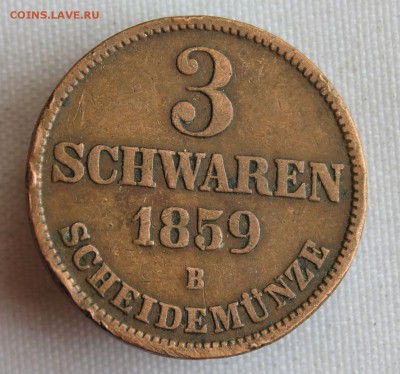 COINS.LAVE.RU
3
SCHWAREN
1859
B
SCHEIDEMÜNZE